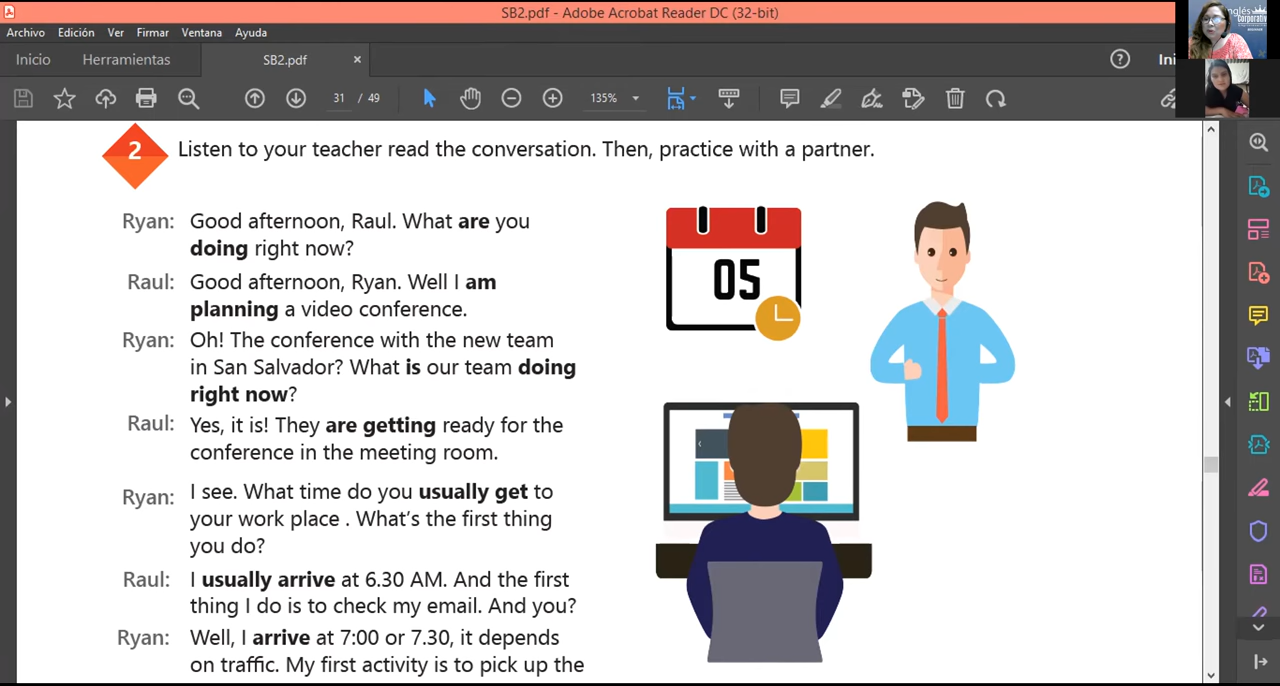 SB2.pdf - Adobe Acrobat Reader DC (32-bit)
Archivo Edición Ver Firmar Ventana Ayuda
Inicio Herramientas SB2.pdf × ? Ini
31 / 49 135%
Inglés
Corporativo
2 Listen to your teacher read the conversation. Then, practice with a partner.
Ryan: Good afternoon, Raul. What are you
doing right now?
Raul: Good afternoon, Ryan. Well I am
planning a video conference.
Ryan: Oh! The conference with the new team
in San Salvador? What is our team doing
right now?
Raul: Yes, it is! They are getting ready for the
conference in the meeting room.
Ryan: I see. What time do you usually get to
your work place . What's the first thing
you do?
Raul: I usually arrive at 6.30 AM. And the first
thing I do is to check my email. And you?
Ryan: Well, I arrive at 7:00 or 7.30, it depends
on traffic. My first activity is to pick up the
05